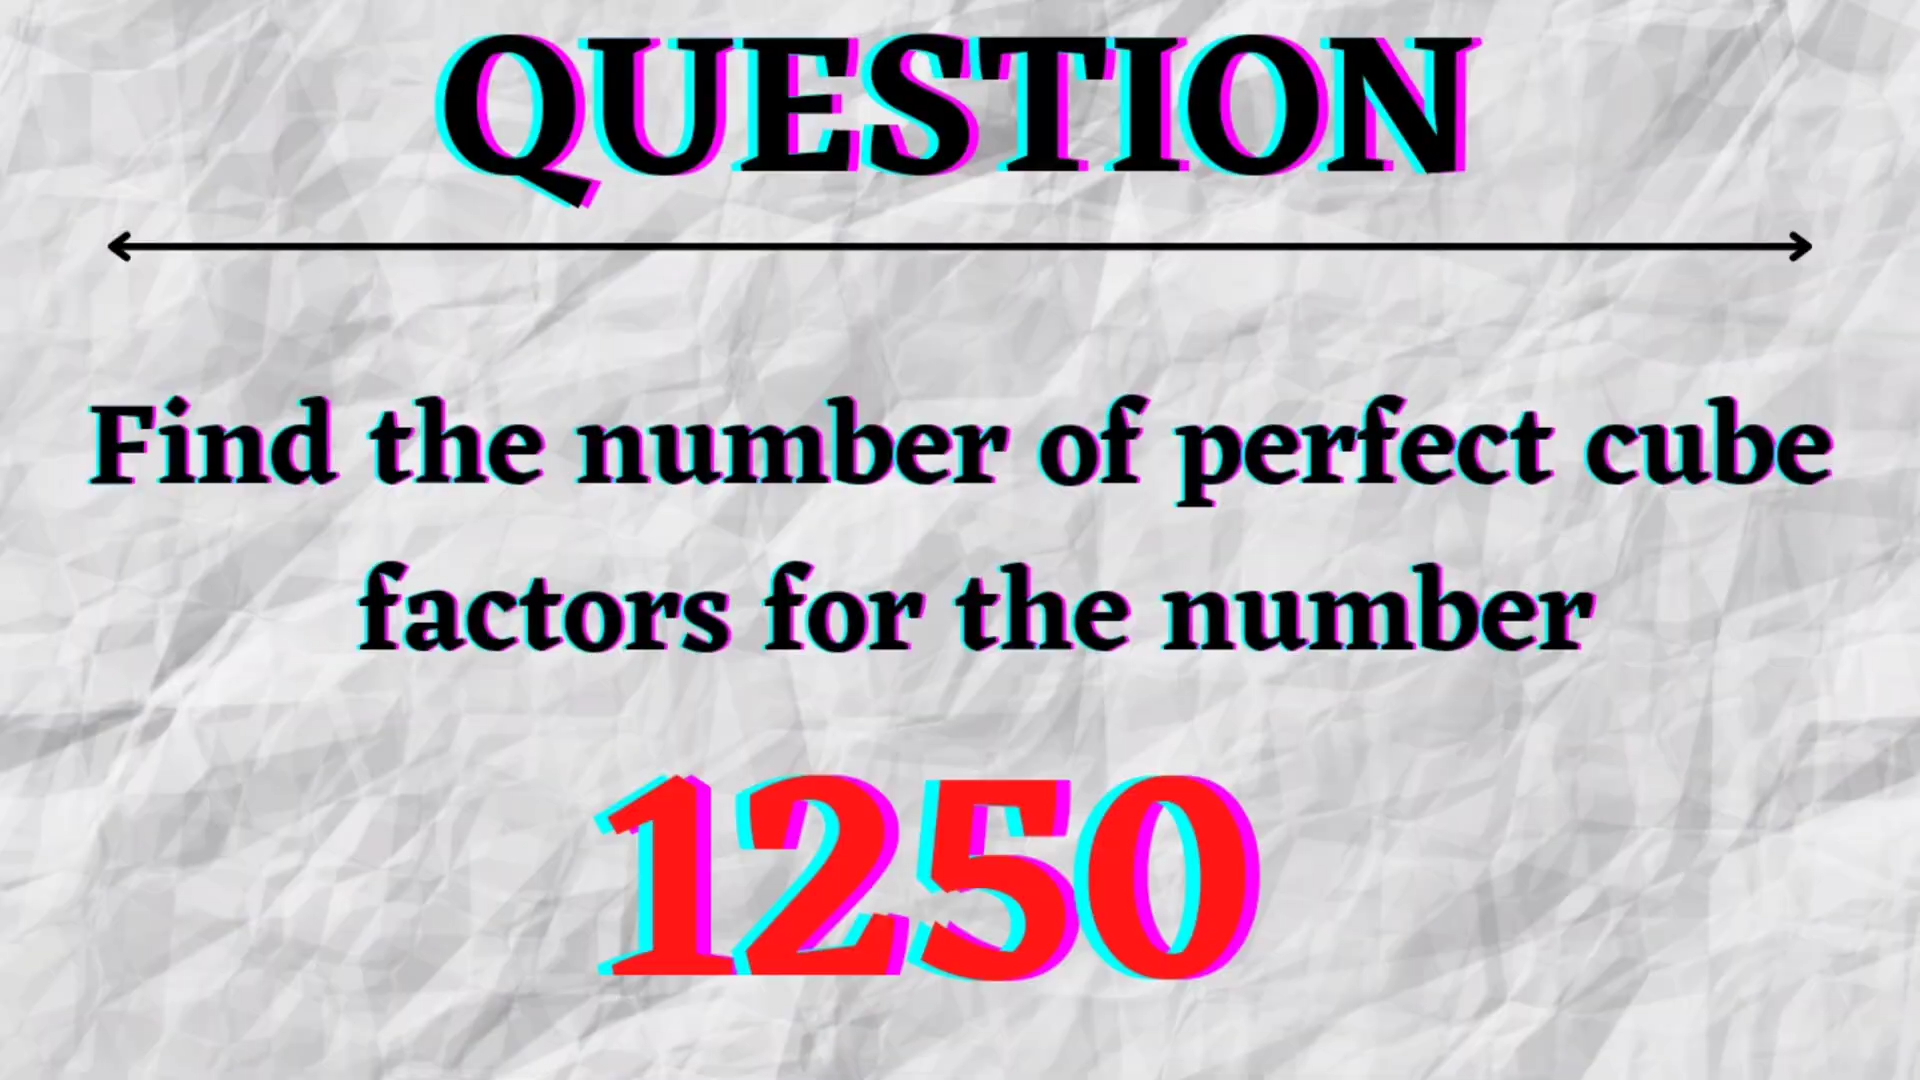 QUESTION
Find the number of perfect cube
factors for the number
1250